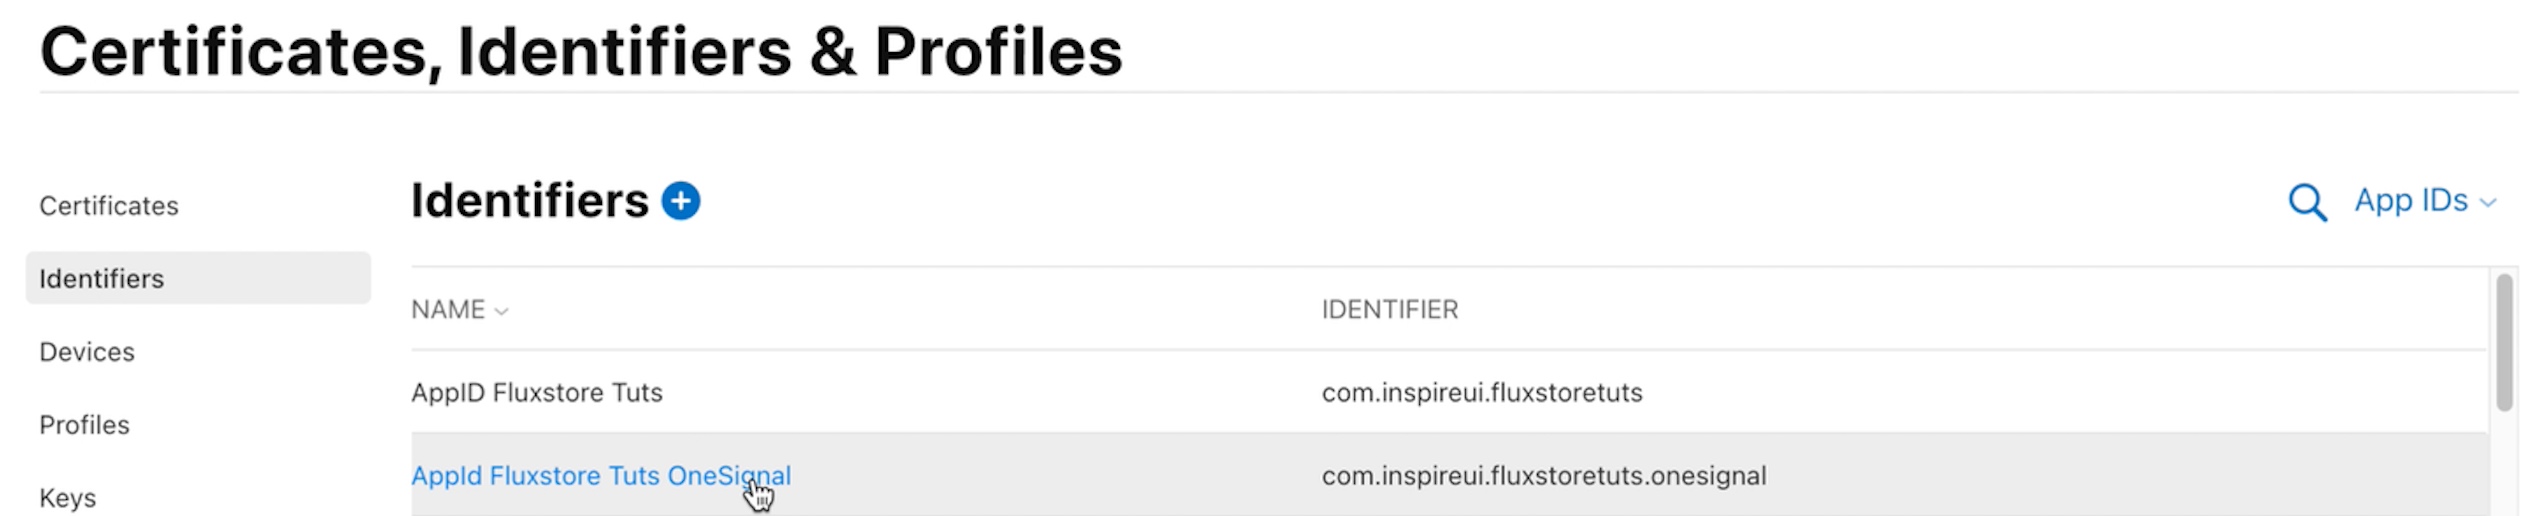 Certificates, Identifiers & Profiles
Certificates
Identifiers
Devices
Profiles
Keys
Identifiers
App IDs
NAME IDENTIFIER
AppID Fluxstore Tuts com.inspireui.fluxstoretuts
AppId Fluxstore Tuts OneSignal com.inspireui.fluxstoretuts.onesignal